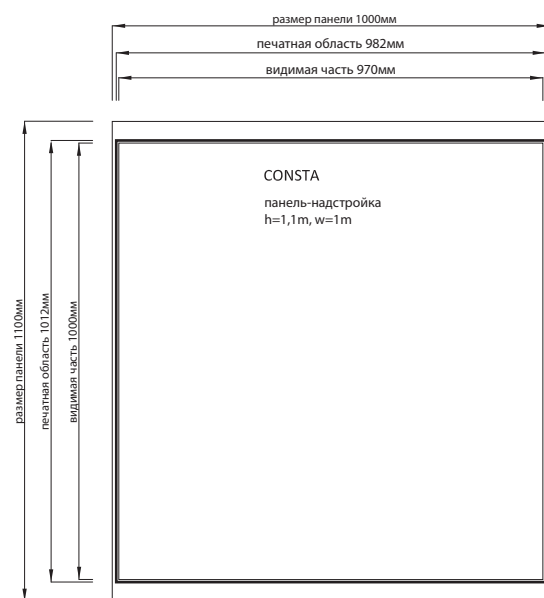 размер панели 1000мм
печатная область 982мм
видимая часть 970мм
CONSTA
панель-надстройка
h=1,1m, w=1m
размер панели 1100мм
печатная область 1012мм
видимая часть 1000мм